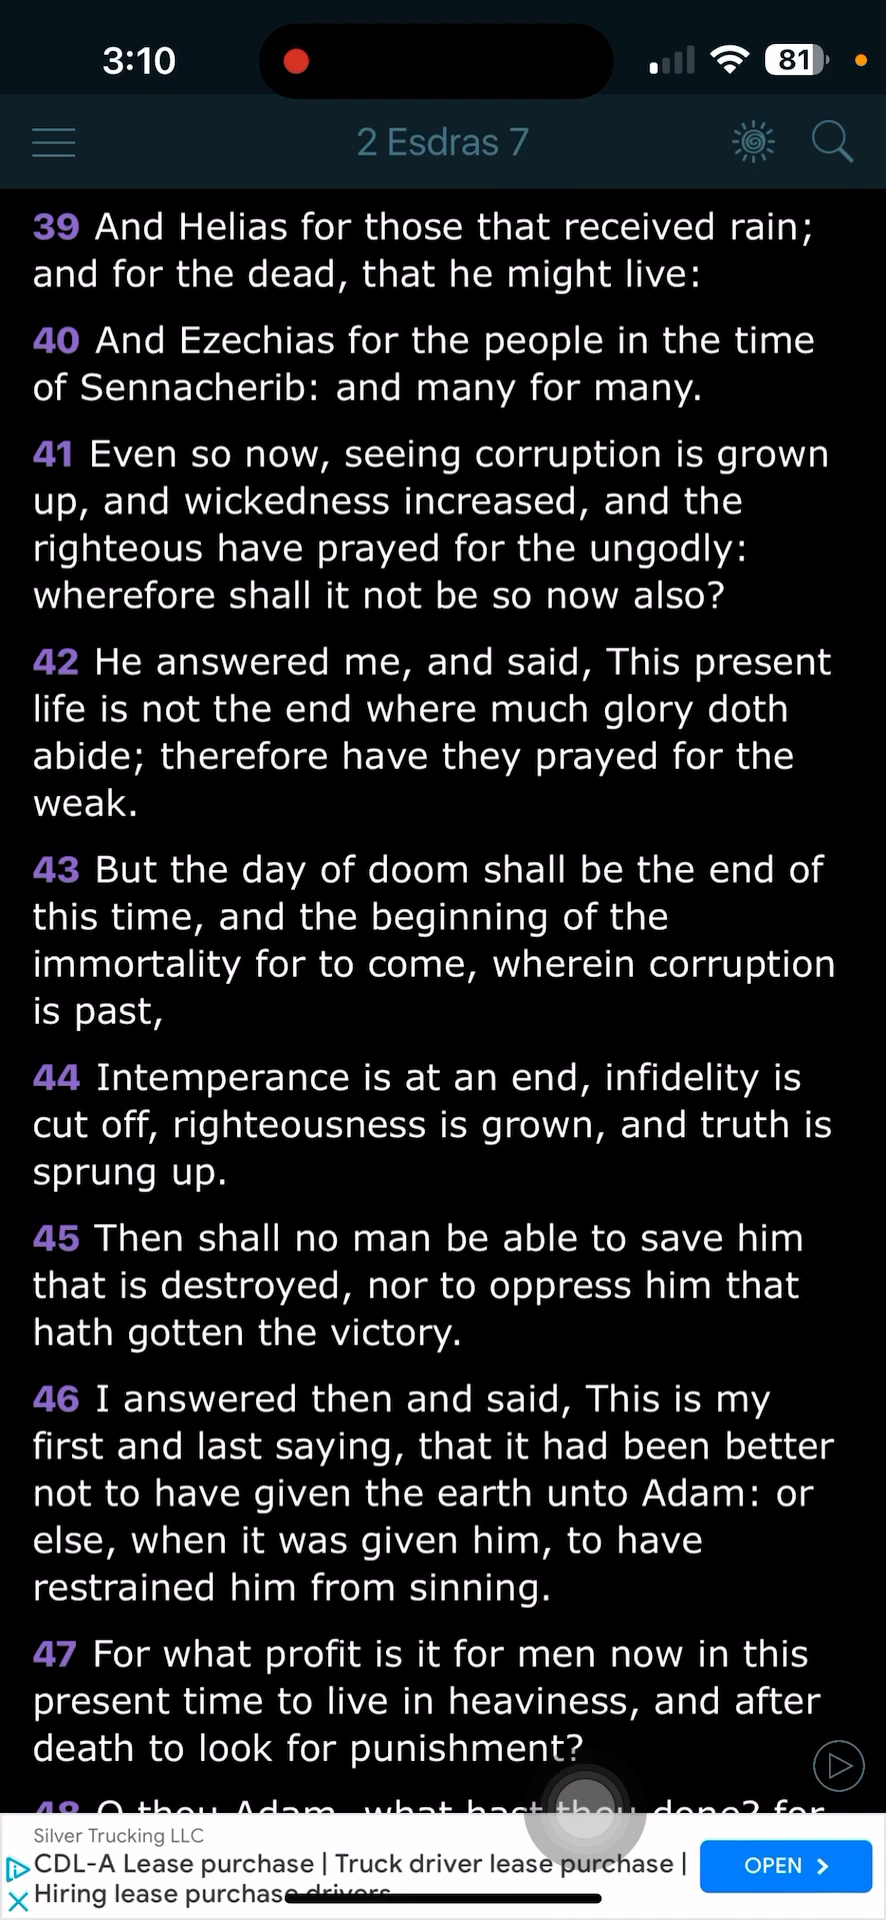 3:10
81
2 Esdras 7
39 And Helias for those that received rain;
and for the dead, that he might live:
40 And Ezechias for the people in the time
of Sennacherib: and many for many.
41 Even so now, seeing corruption is grown
up, and wickedness increased, and the
righteous have prayed for the ungodly:
wherefore shall it not be so now also?
42 He answered me, and said, This present
life is not the end where much glory doth
abide; therefore have they prayed for the
weak.
43 But the day of doom shall be the end of
this time, and the beginning of the
immortality for to come, wherein corruption
is past,
44 Intemperance is at an end, infidelity is
cut off, righteousness is grown, and truth is
sprung up.
45 Then shall no man be able to save him
that is destroyed, nor to oppress him that
hath gotten the victory.
46 I answered then and said, This is my
first and last saying, that it had been better
not to have given the earth unto Adam: or
else, when it was given him, to have
restrained him from sinning.
47 For what profit is it for men now in this
present time to live in heaviness, and after
death to look for punishment?
48 O thou Adam, what hast thou done? for
Silver Trucking LLC
CDL-A Lease purchase | Truck driver lease purchase |
Hiring lease purchase drivers
OPEN